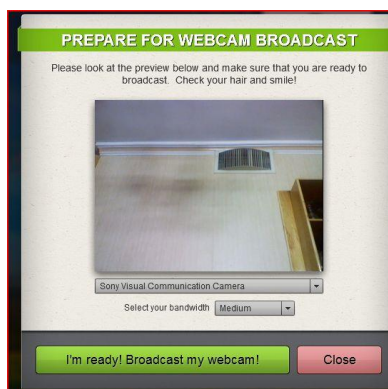 PREPARE FOR WEBCAM BROADCAST
Please look at the preview below and make sure that you are ready to
broadcast. Check your hair and smile!
Sony Visual Communication Camera
Select your bandwidth Medium
I'm ready! Broadcast my webcam! Close